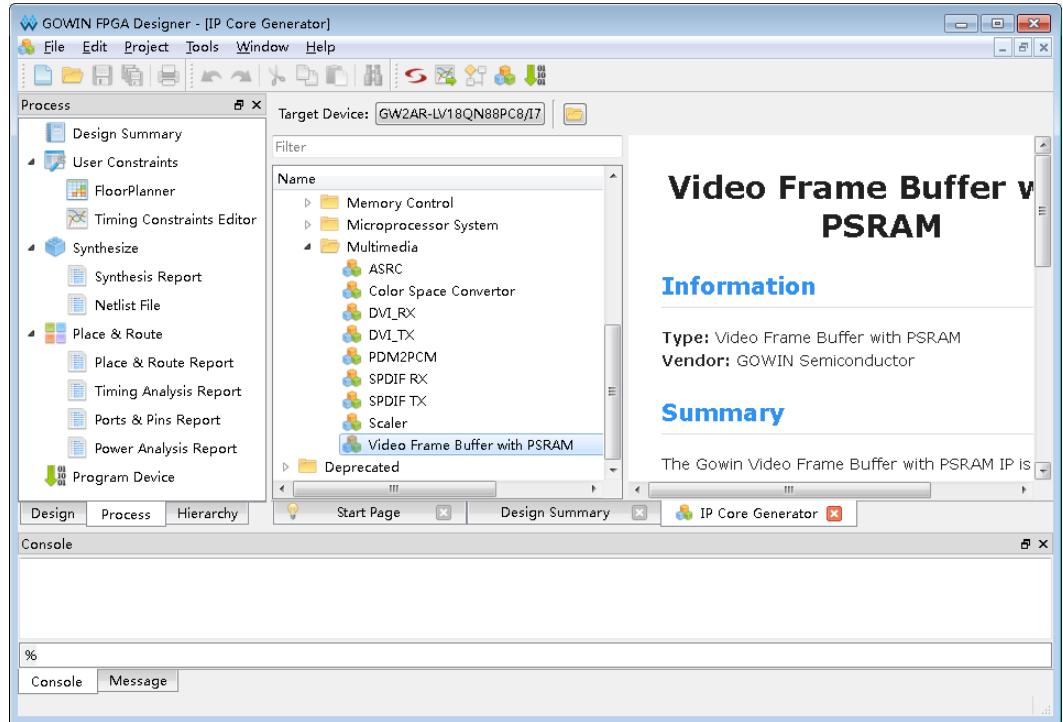 GOWIN FPGA Designer - [IP Core Generator]
File Edit Project Tools Window Help
Process
Design Summary
User Constraints
FloorPlanner
Timing Constraints Editor
Synthesize
Synthesis Report
Netlist File
Place & Route
Place & Route Report
Timing Analysis Report
Ports & Pins Report
Power Analysis Report
Program Device
Design Process Hierarchy
Target Device: GW2AR-LV18QN88PC8/I7
Filter
Name
Memory Control
Microprocessor System
Multimedia
ASRC
Color Space Convertor
DVI_RX
DVI_TX
PDM2PCM
SPDIF RX
SPDIF TX
Scaler
Video Frame Buffer with PSRAM
Deprecated
Video Frame Buffer w
PSRAM
Information
Type: Video Frame Buffer with PSRAM
Vendor: GOWIN Semiconductor
Summary
The Gowin Video Frame Buffer with PSRAM IP is
Start Page Design Summary IP Core Generator
Console
%
Console Message